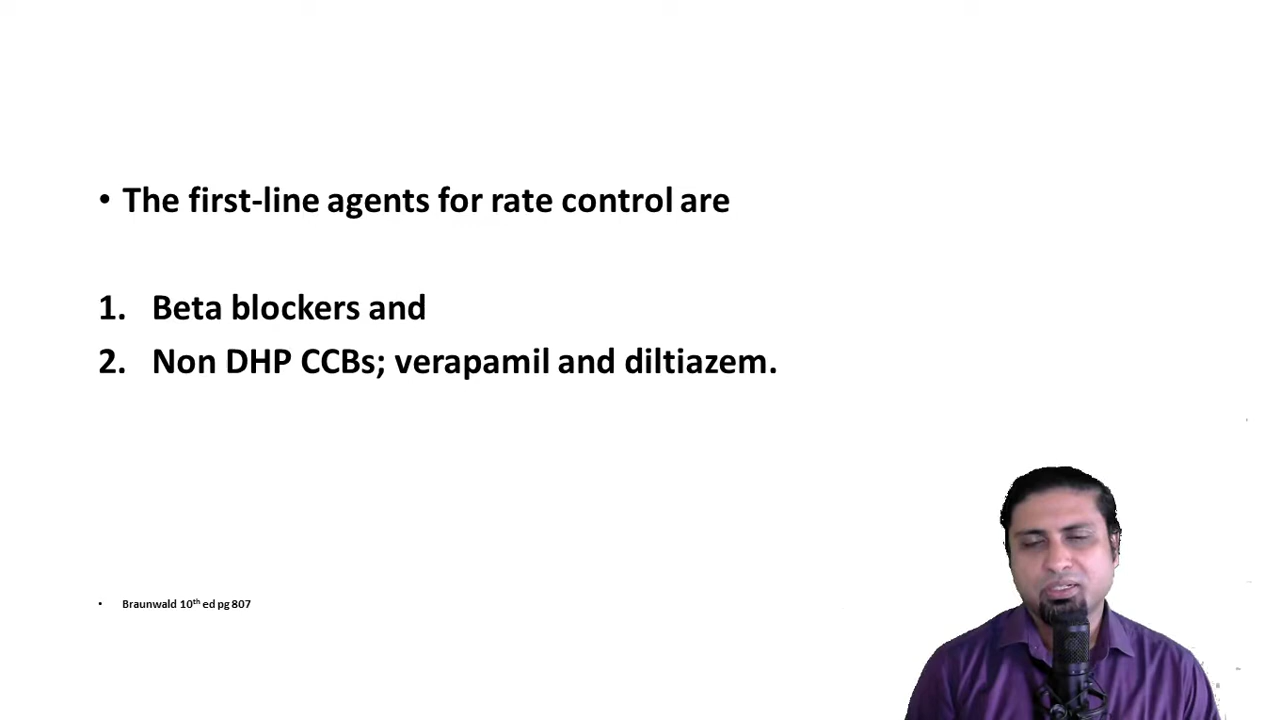 • The first-line agents for rate control are
1. Beta blockers and
2. Non DHP CCBs; verapamil and diltiazem.
• Braunwald 10th ed pg 807